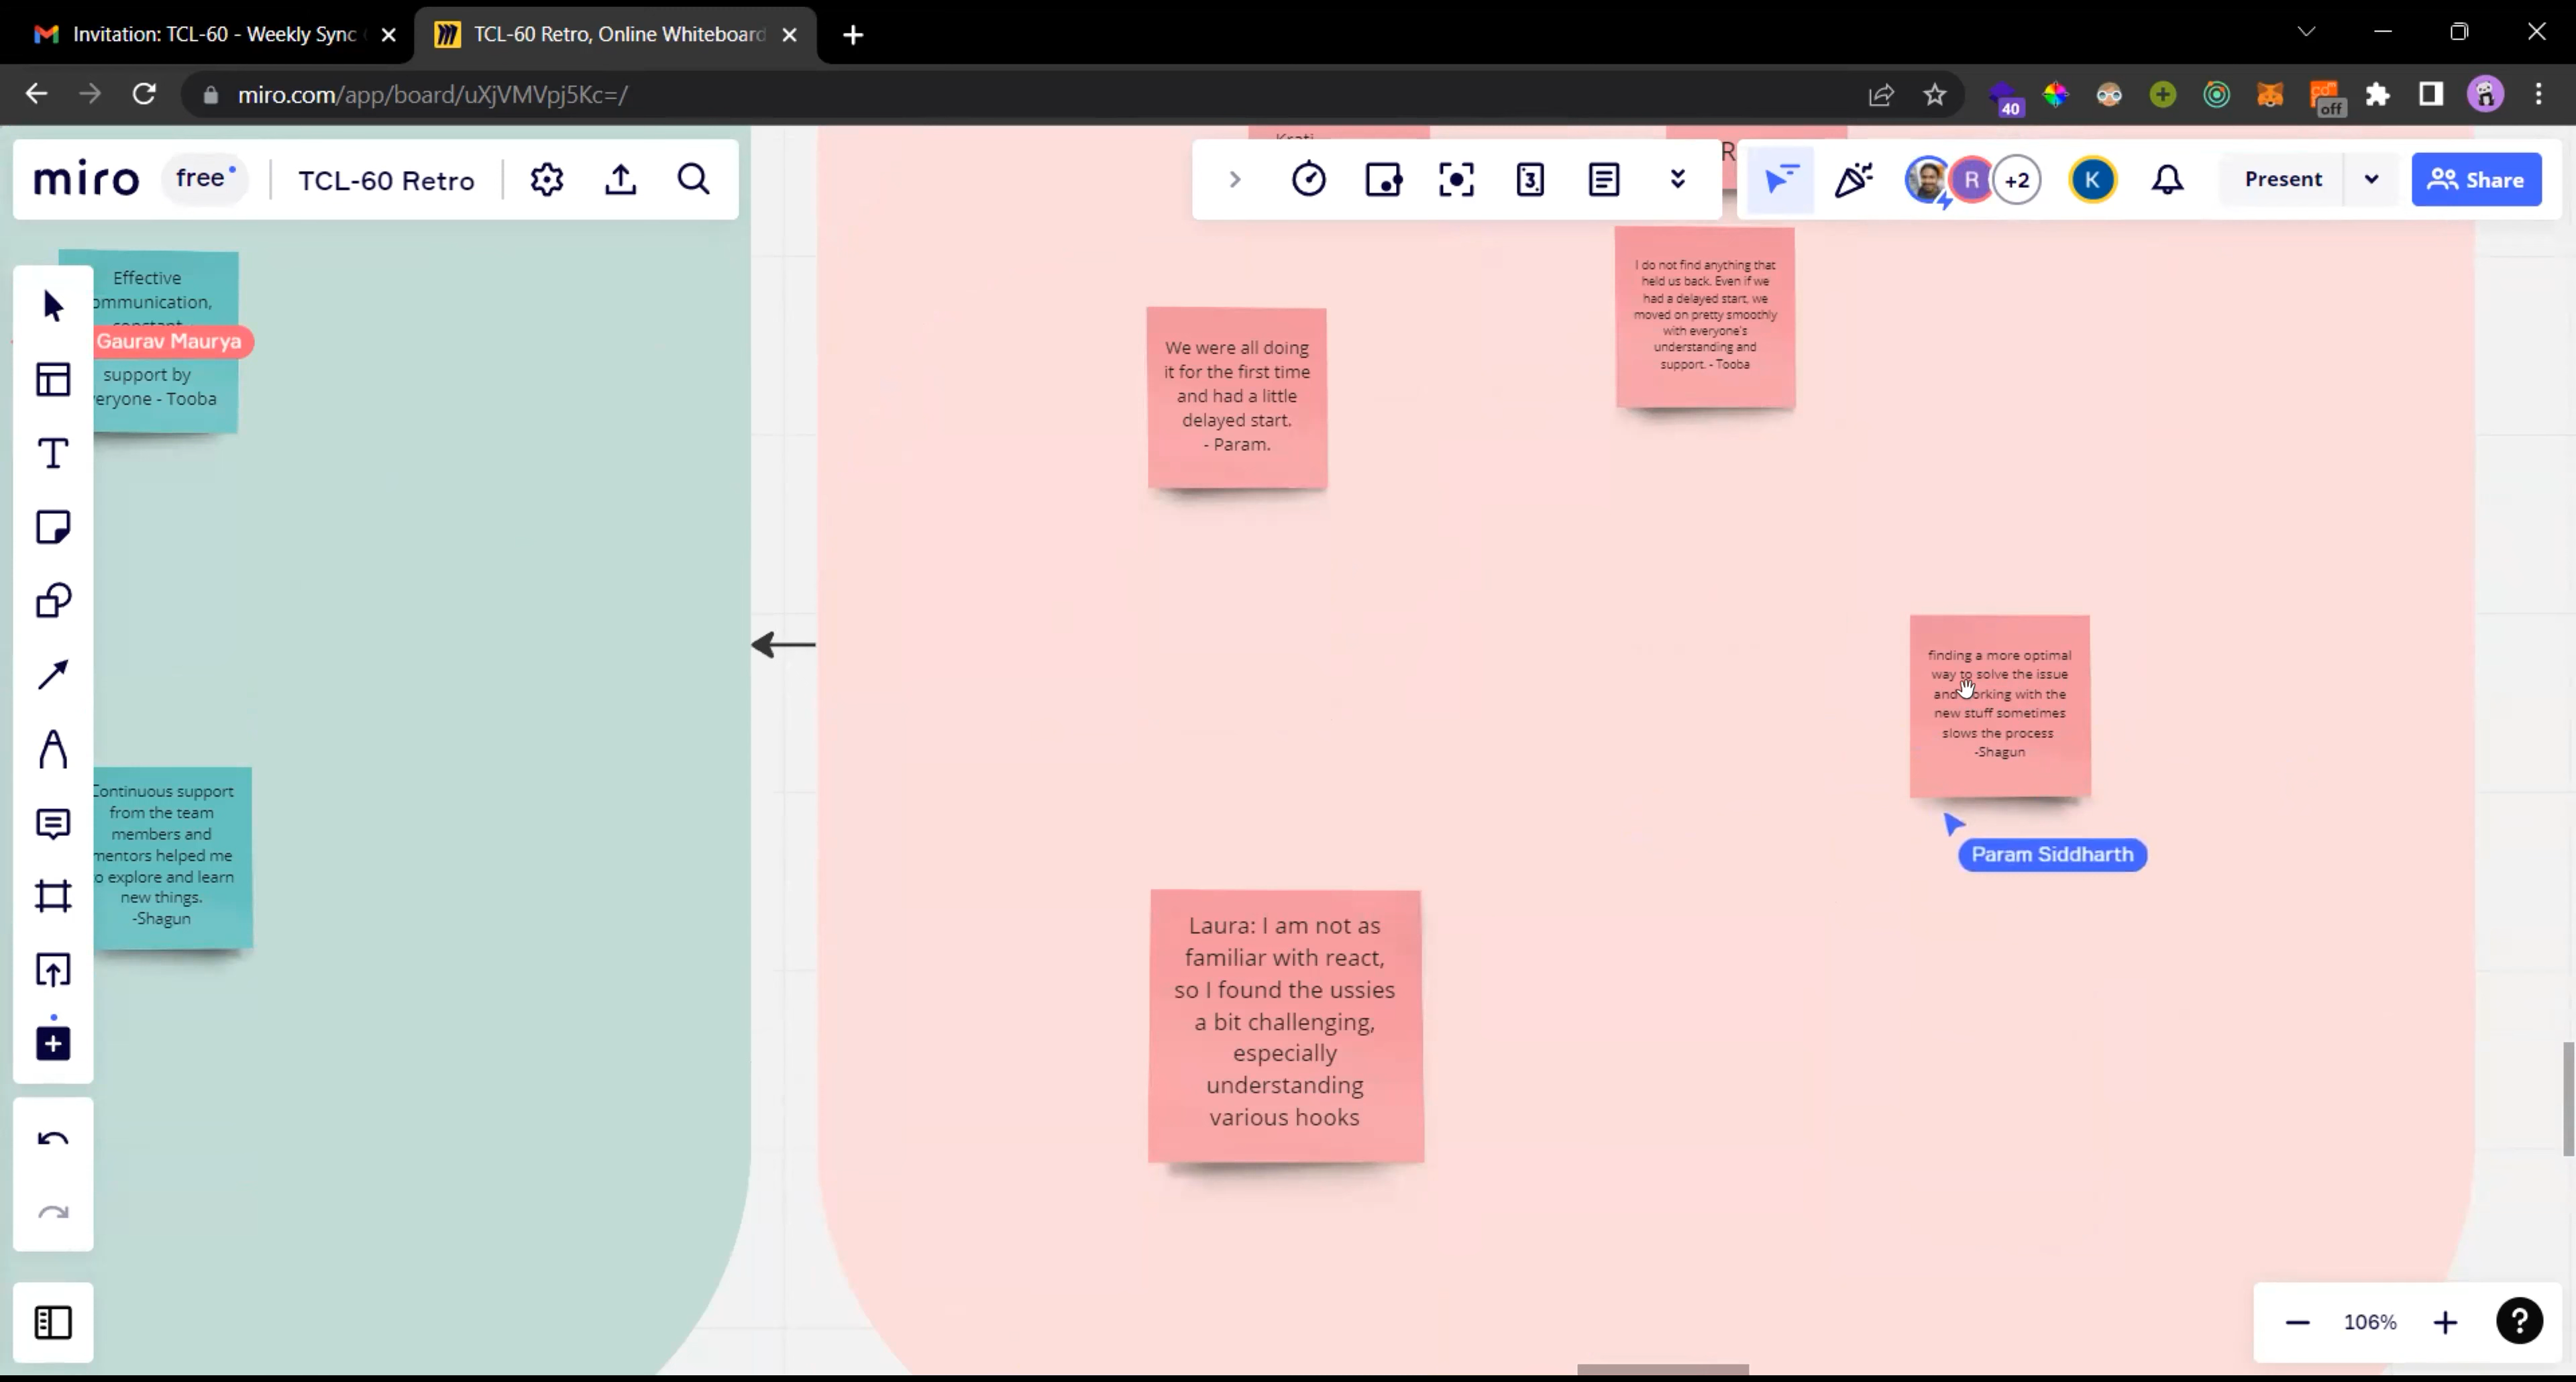 Invitation: TCL-60 - Weekly Sync
TCL-60 Retro, Online Whiteboard
miro.com/app/board/uXjVMVpj5Kc=/
40
off
miro
free
TCL-60 Retro
3
R
R
+2
K
Present
Share
Effective
ommunication,
constant
Gaurav Maurya
support by
eryone - Tooba
Continuous support
from the team
members and
mentors helped me
o explore and learn
new things.
-Shagun
Krati
We were all doing
it for the first time
and had a little
delayed start.
- Param.
I do not find anything that
held us back. Even if we
had a delayed start, we
moved on pretty smoothly
with everyone's
understanding and
support. - Tooba
finding a more optimal
way to solve the issue
and working with the
new stuff sometimes
slows the process
-Shagun
Param Siddharth
Laura: I am not as
familiar with react,
so I found the ussies
a bit challenging,
especially
understanding
various hooks
106%
?